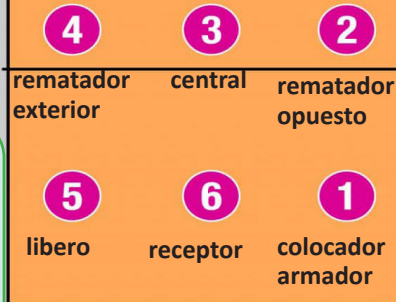 4 3 2
rematador central rematador
exterior opuesto
5 6 1
libero receptor colocador
armador